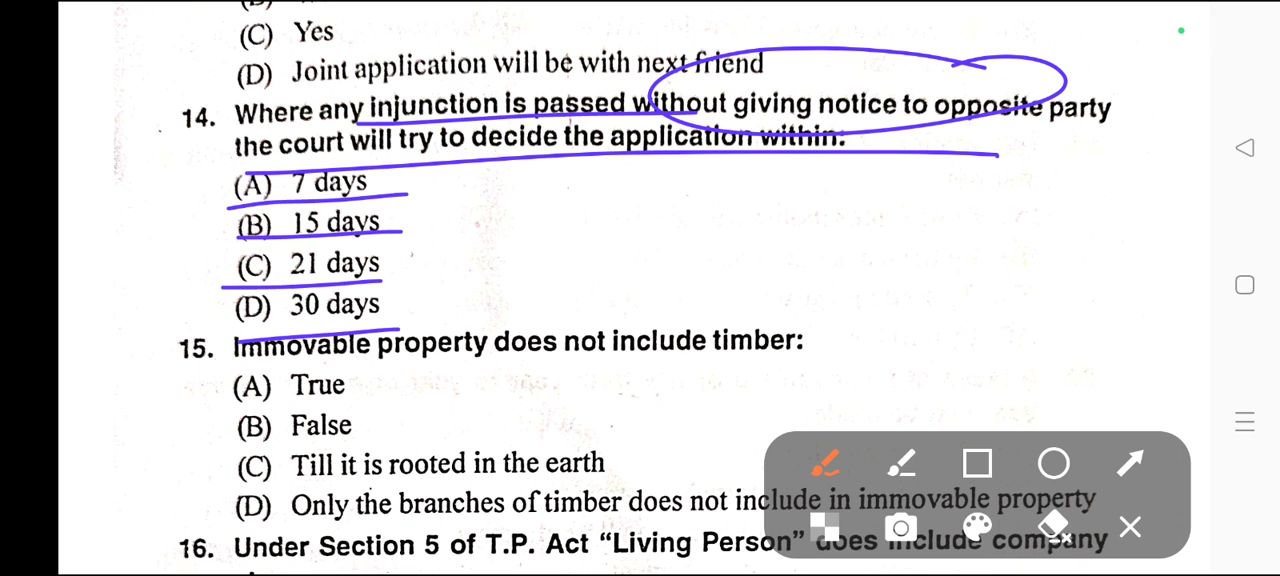 (C) Yes
(D) Joint application will be with next friend
14. Where any injunction is passed without giving notice to opposite party
the court will try to decide the application within:
(A) 7 days
(B) 15 days
(C) 21 days
(D) 30 days
15. Immovable property does not include timber:
(A) True
(B) False
(C) Till it is rooted in the earth
(D) Only the branches of timber does not include in immovable property
16. Under Section 5 of T.P. Act “Living Person” does include company